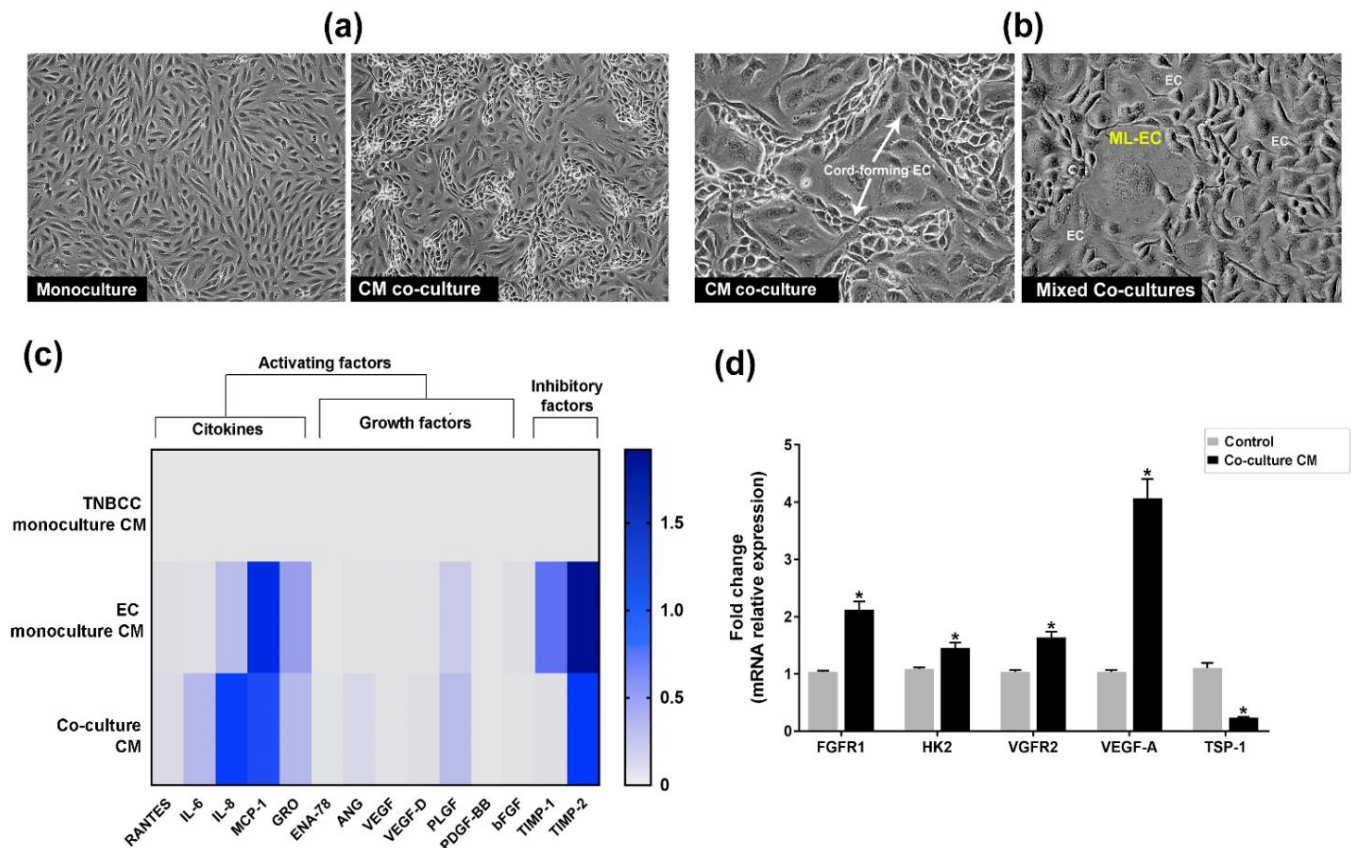 (a)
(b)
Monoculture
CM co-culture
Cord-forming EC
CM co-culture
EC
ML-EC
EC
C
EC
Mixed Co-cultures
(c)
Activating factors
Inhibitory
factors
Citokines
Growth factors
TNBCC
monoculture CM
EC
monoculture CM
Co-culture
CM
1.5
1.0
0.5
0
RANTES
IL-6
IL-8
MCP-1
GRO
ENA-78
ANG
VEGF
VEGF-D
PLGF
PDGF-BB
bFGF
TIMP-1
TIMP-2
(d)
Control
Co-culture CM
Fold change
(mRNA relative expression)
5
4
3
2
1
0
*
*
*
*
*
FGFR1
HK2
VGFR2
VEGF-A
TSP-1